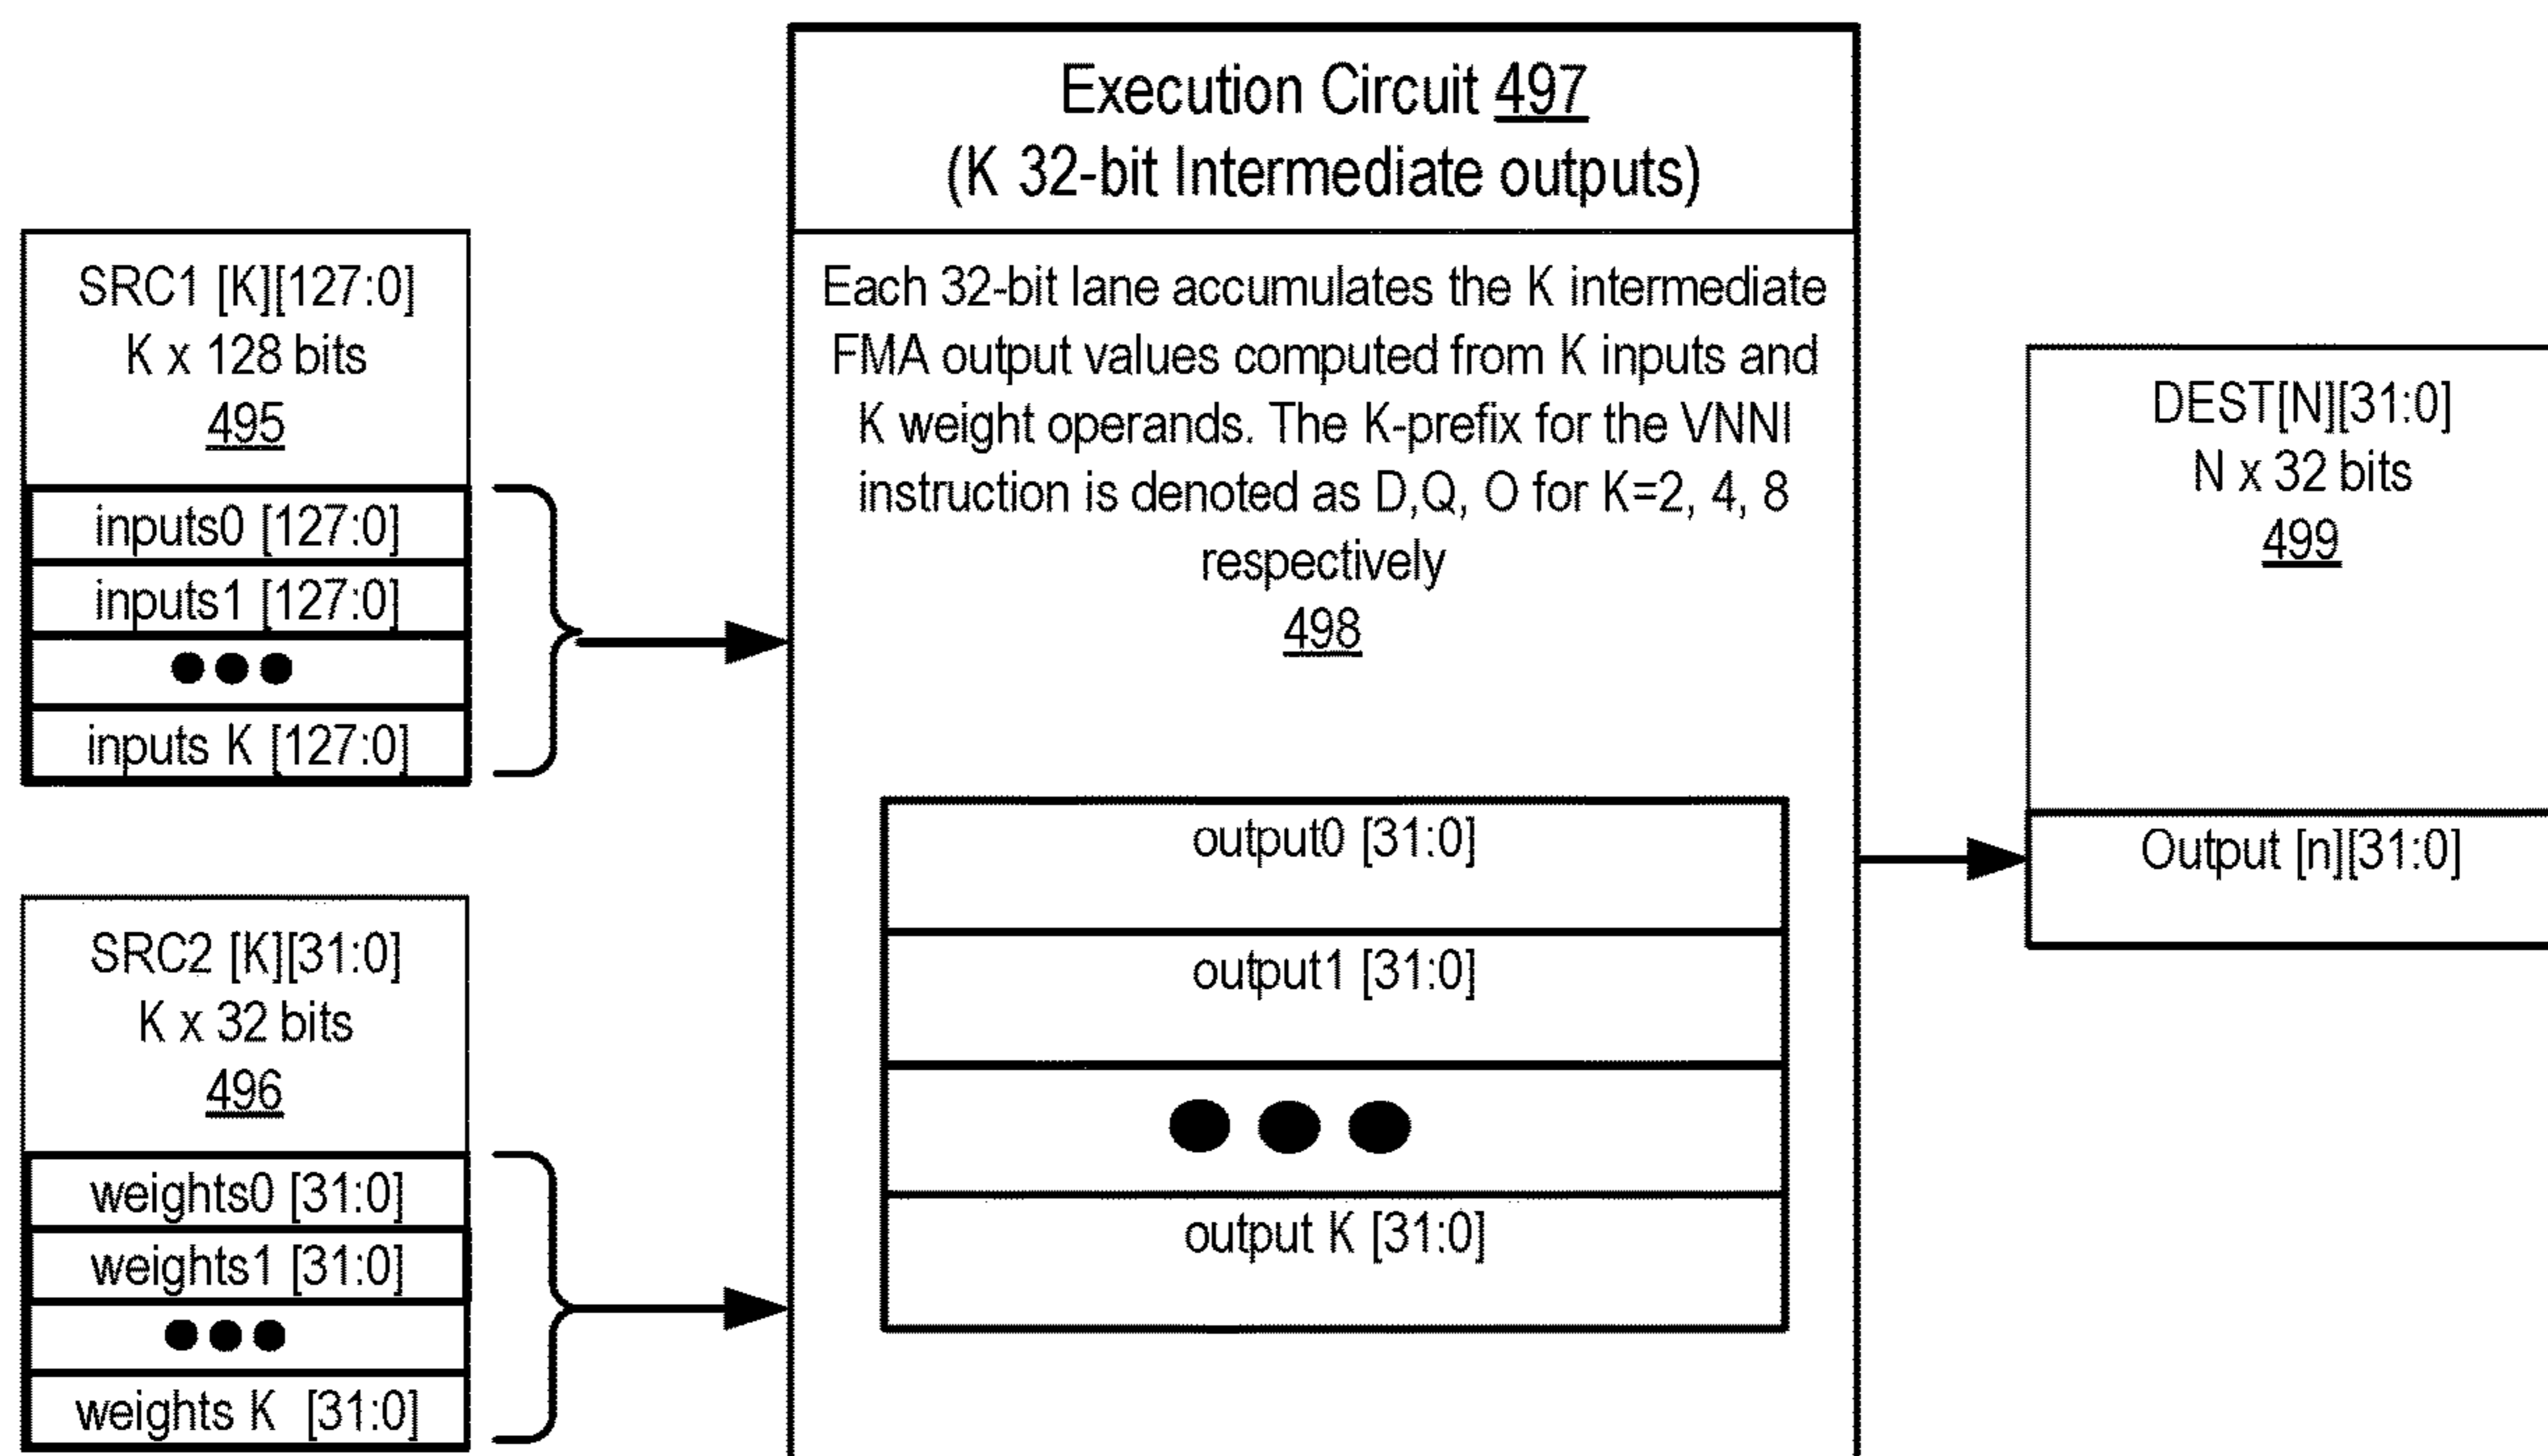 Execution Circuit 497
(K 32-bit Intermediate outputs)
SRC1 [K][127:0]
K x 128 bits
495
inputs0 [127:0]
inputs1 [127:0]
inputs K [127:0]
SRC2 [K][31:0]
K x 32 bits
496
weights0 [31:0]
weights1 [31:0]
weights K [31:0]
Each 32-bit lane accumulates the K intermediate
FMA output values computed from K inputs and
K weight operands. The K-prefix for the VNNI
instruction is denoted as D,Q, O for K=2, 4, 8
respectively
498
output0 [31:0]
output1 [31:0]
output K [31:0]
DEST[N][31:0]
N x 32 bits
499
Output [n][31:0]